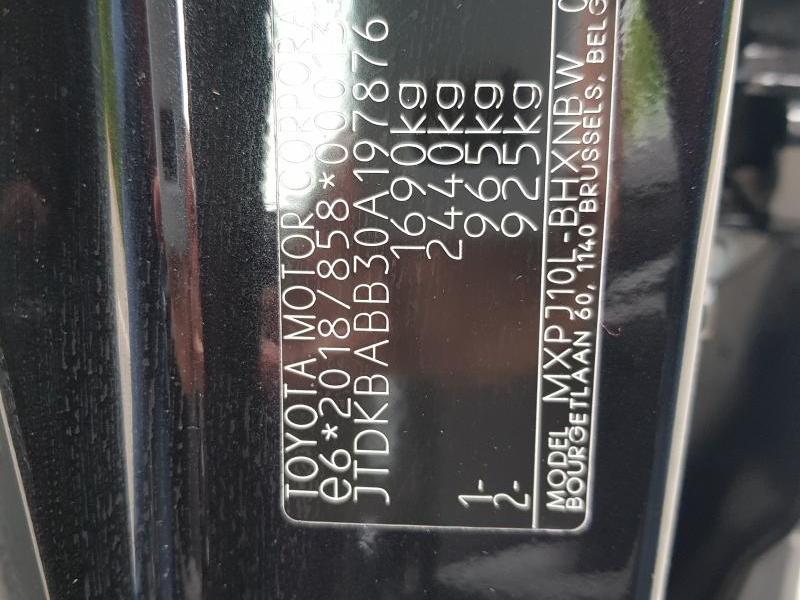 TOYOTA MOTOR CORPORA
e6*2018/858*00013
JTDKBABB30A197876
1690kg
2440kg
1- 965kg
2- 925kg
MODEL MXPJ10L-BHXNBW
BOURGETLAAN 60, 1140 BRUSSELS, BELG